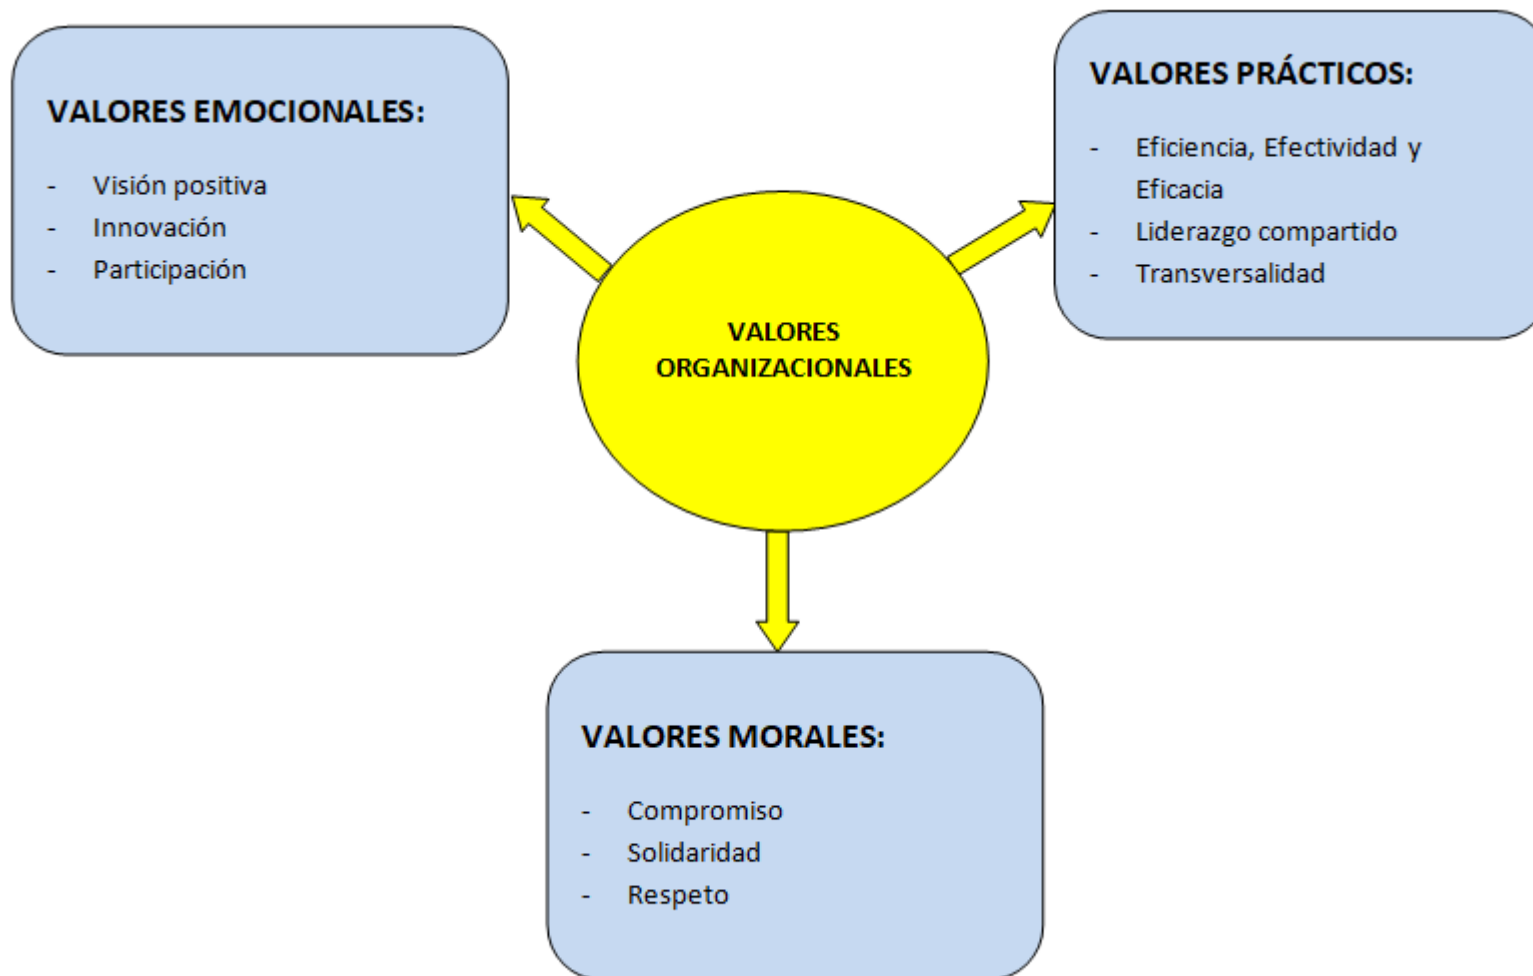 VALORES EMOCIONALES:
- Visión positiva
- Innovación
- Participación
VALORES PRÁCTICOS:
- Eficiencia, Efectividad y
Eficacia
- Liderazgo compartido
- Transversalidad
VALORES
ORGANIZACIONALES
VALORES MORALES:
- Compromiso
- Solidaridad
- Respeto